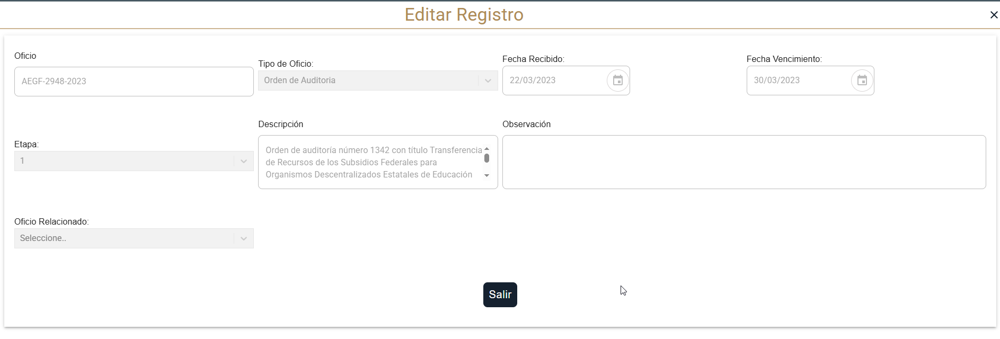 Editar Registro
Oficio
AEGF-2948-2023
Tipo de Oficio:
Orden de Auditoria
Fecha Recibido:
22/03/2023
Fecha Vencimiento:
30/03/2023
Etapa:
1
Descripción
Orden de auditoría número 1342 con título Transferencia
de Recursos de los Subsidios Federales para
Organismos Descentralizados Estatales de Educación
Observación
Oficio Relacionado:
Seleccione..
Salir